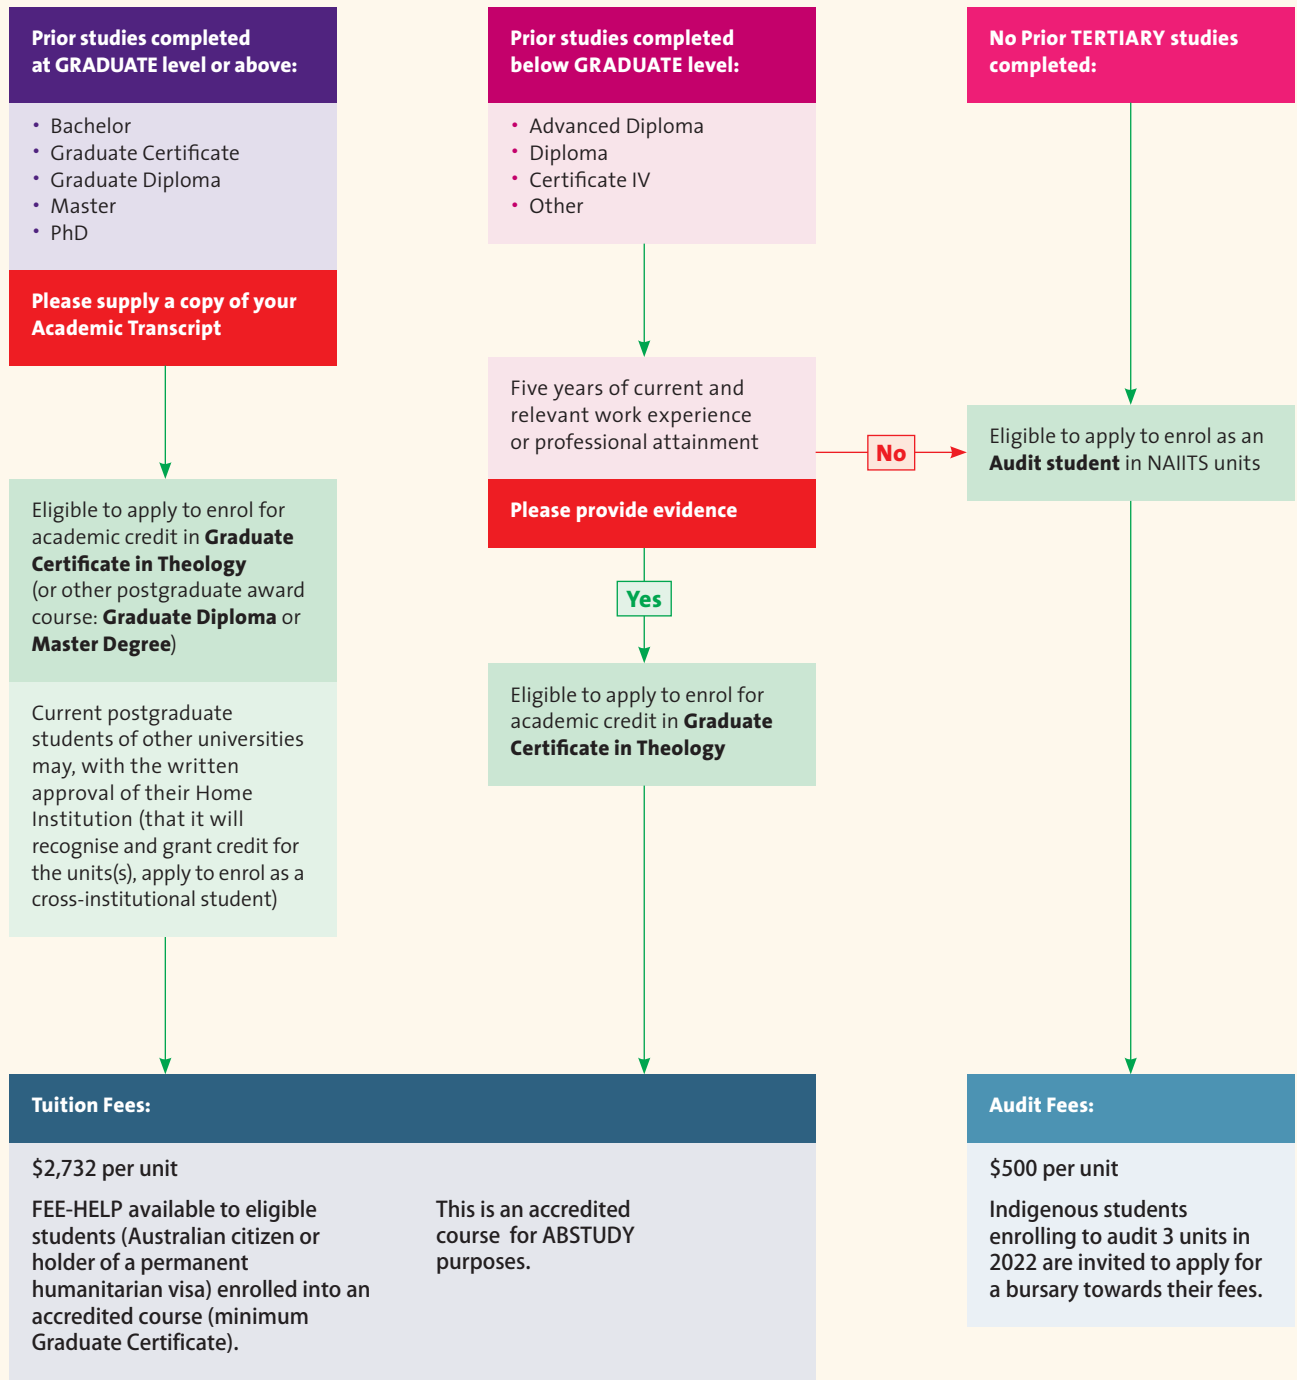 Prior studies completed
at GRADUATE level or above:
• Bachelor
• Graduate Certificate
• Graduate Diploma
• Master
• PhD
Please supply a copy of your
Academic Transcript
Eligible to apply to enrol for
academic credit in Graduate
Certificate in Theology
(or other postgraduate award
course: Graduate Diploma or
Master Degree)
Current postgraduate
students of other universities
may, with the written
approval of their Home
Institution (that it will
recognise and grant credit for
the units(s), apply to enrol as a
cross-institutional student)
Prior studies completed
below GRADUATE level:
• Advanced Diploma
• Diploma
• Certificate IV
• Other
Five years of current and
relevant work experience
or professional attainment
Please provide evidence
No
Yes
Eligible to apply to enrol for
academic credit in Graduate
Certificate in Theology
No Prior TERTIARY studies
completed:
Eligible to apply to enrol as an
Audit student in NAIITS units
Tuition Fees:
$2,732 per unit
FEE-HELP available to eligible
students (Australian citizen or
holder of a permanent
humanitarian visa) enrolled into an
accredited course (minimum
Graduate Certificate).
This is an accredited
course for ABSTUDY
purposes.
Audit Fees:
$500 per unit
Indigenous students
enrolling to audit 3 units in
2022 are invited to apply for
a bursary towards their fees.